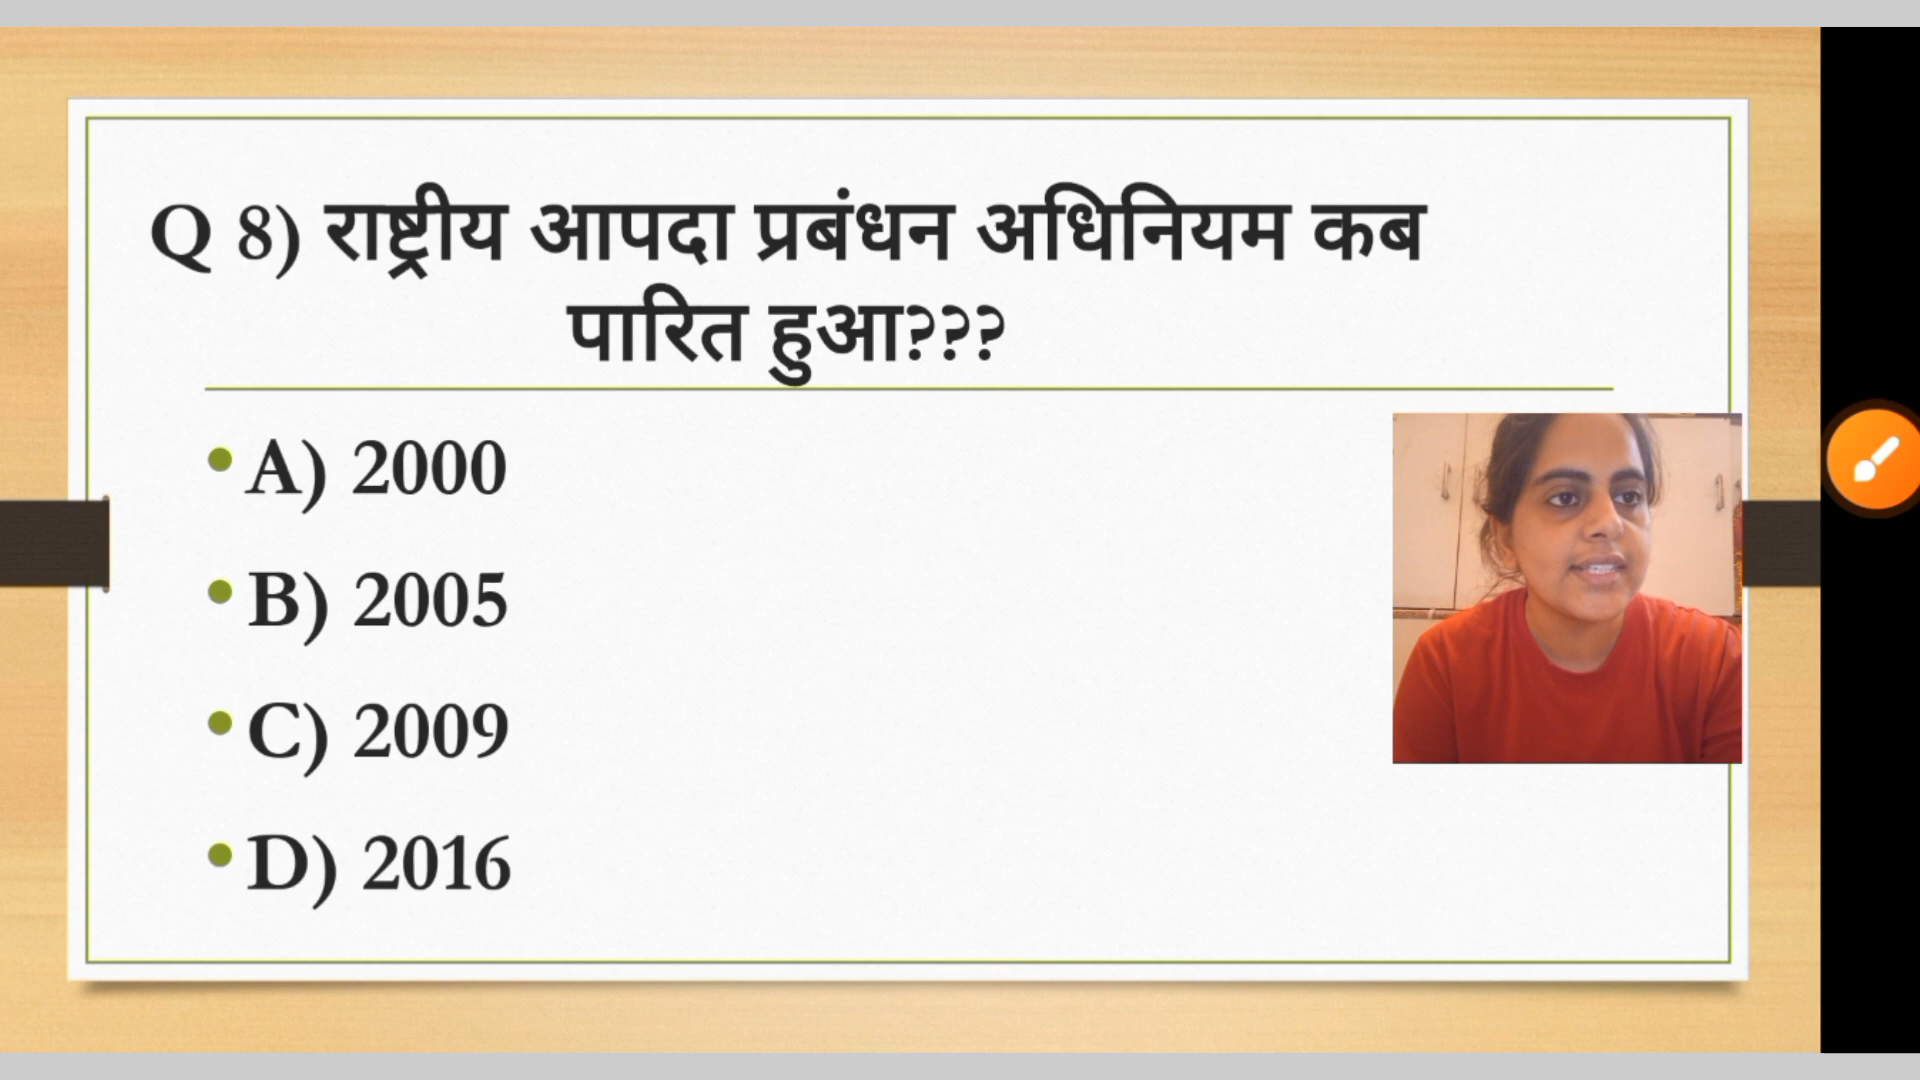 Q 8) राष्ट्रीय आपदा प्रबंधन अधिनियम कब
पारित हुआ???
A) 2000
B) 2005
C) 2009
D) 2016